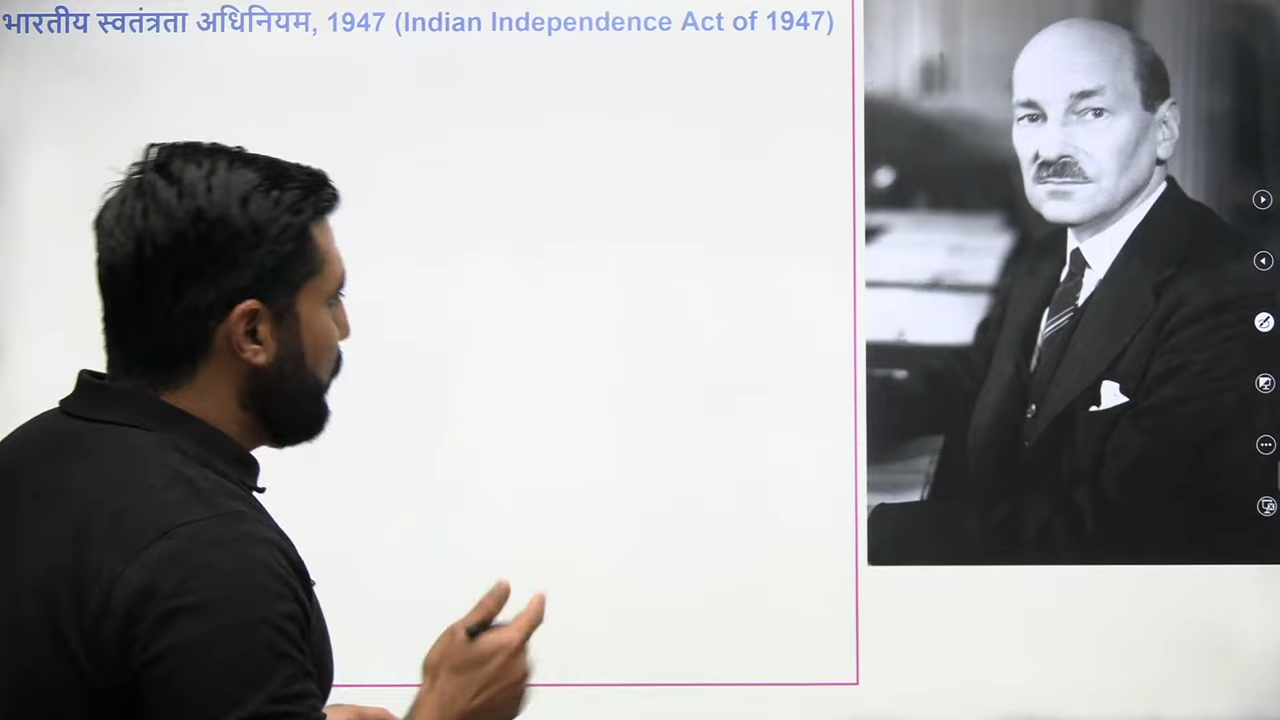 भारतीय स्वतंत्रता अधिनियम, 1947 (Indian Independence Act of 1947)